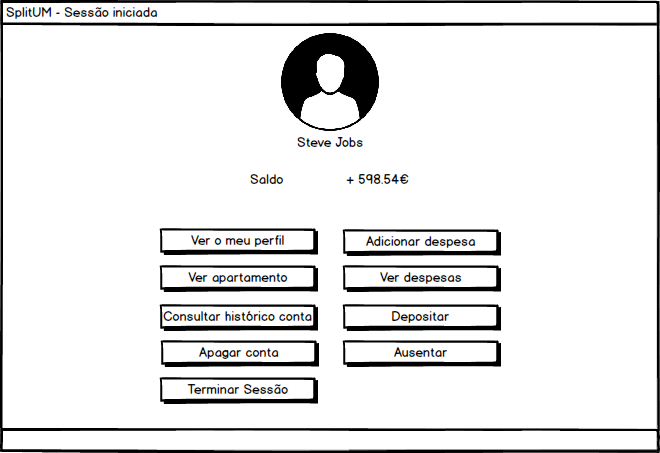 SplitUM - Sessão iniciada
Steve Jobs
Saldo + 598.54€
Ver o meu perfil
Adicionar despesa
Ver apartamento
Ver despesas
Consultar histórico conta
Depositar
Apagar conta
Ausentar
Terminar Sessão